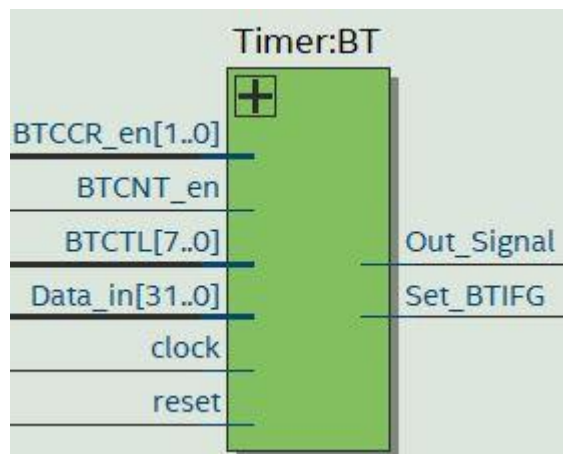 Timer:BT
BTCCR_en[1..0]
BTCNT_en
BTCTL[7..0]
Data_in[31..0]
clock
reset
Out_Signal
Set_BTIFG